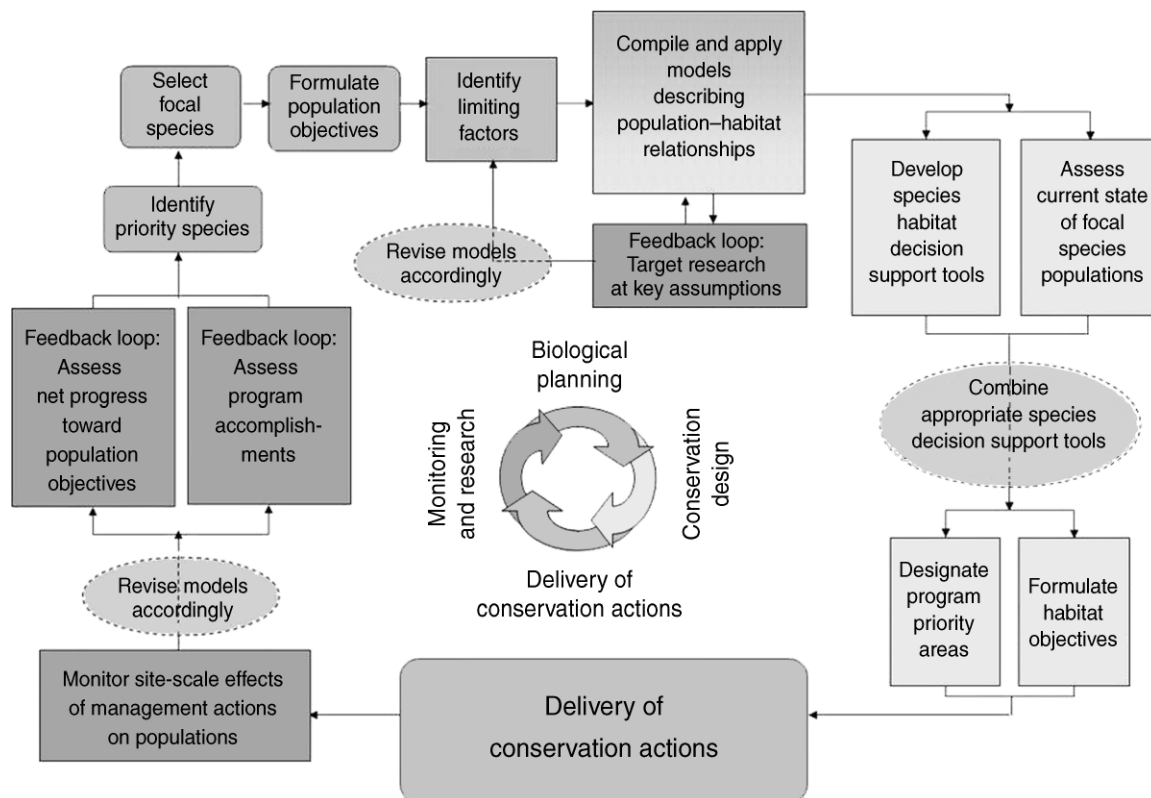 Select
focal
species
Formulate
population
objectives
Identify
limiting
factors
Compile and apply
models
describing
population–habitat
relationships
Identify
priority species
Revise models
accordingly
Feedback loop:
Target research
at key assumptions
Develop
species
habitat
decision
support tools
Assess
current state
of focal
species
populations
Feedback loop:
Assess
net progress
toward
population
objectives
Feedback loop:
Assess
program
accomplish-
ments
Biological
planning
Monitoring
and research
Conservation
design
Delivery of
conservation actions
Combine
appropriate species
decision support tools
Designate
program
priority
areas
Formulate
habitat
objectives
Revise models
accordingly
Monitor site-scale effects
of management actions
on populations
Delivery of
conservation actions